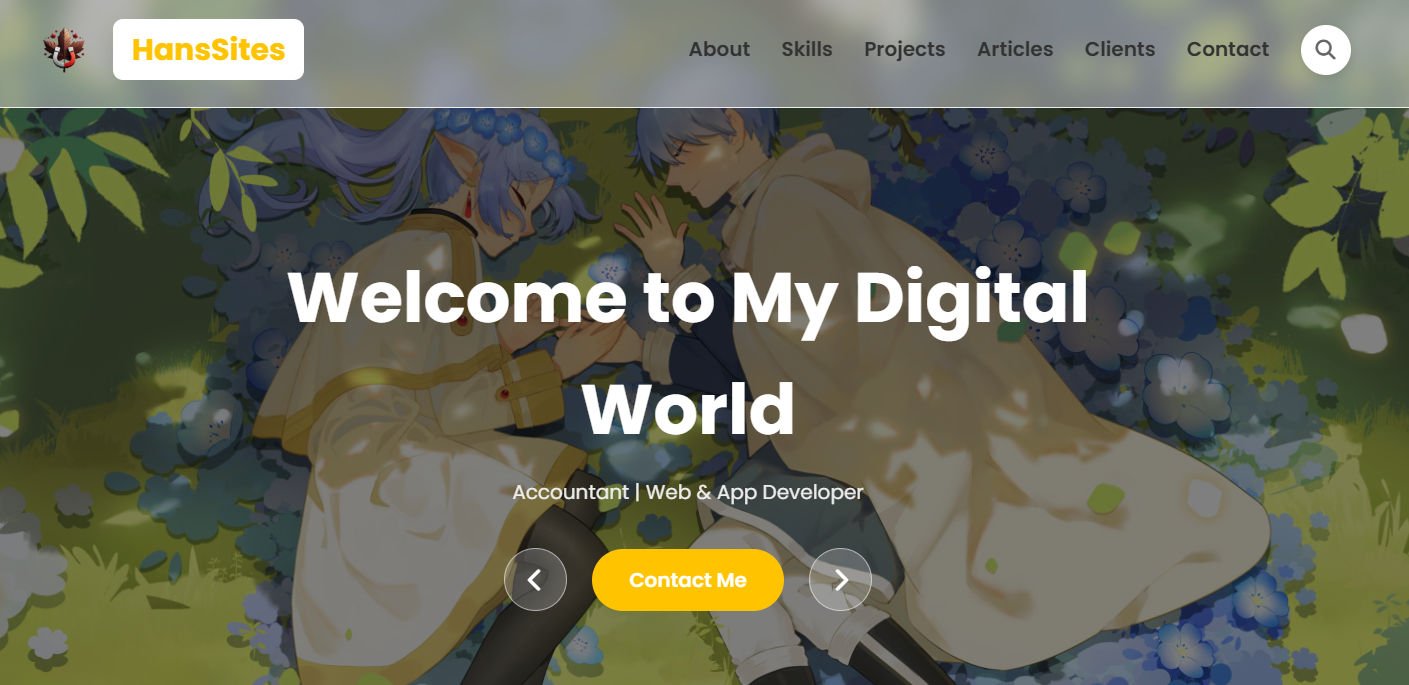 HansSites
About Skills Projects Articles Clients Contact
Welcome to My Digital
World
Accountant | Web & App Developer
Contact Me